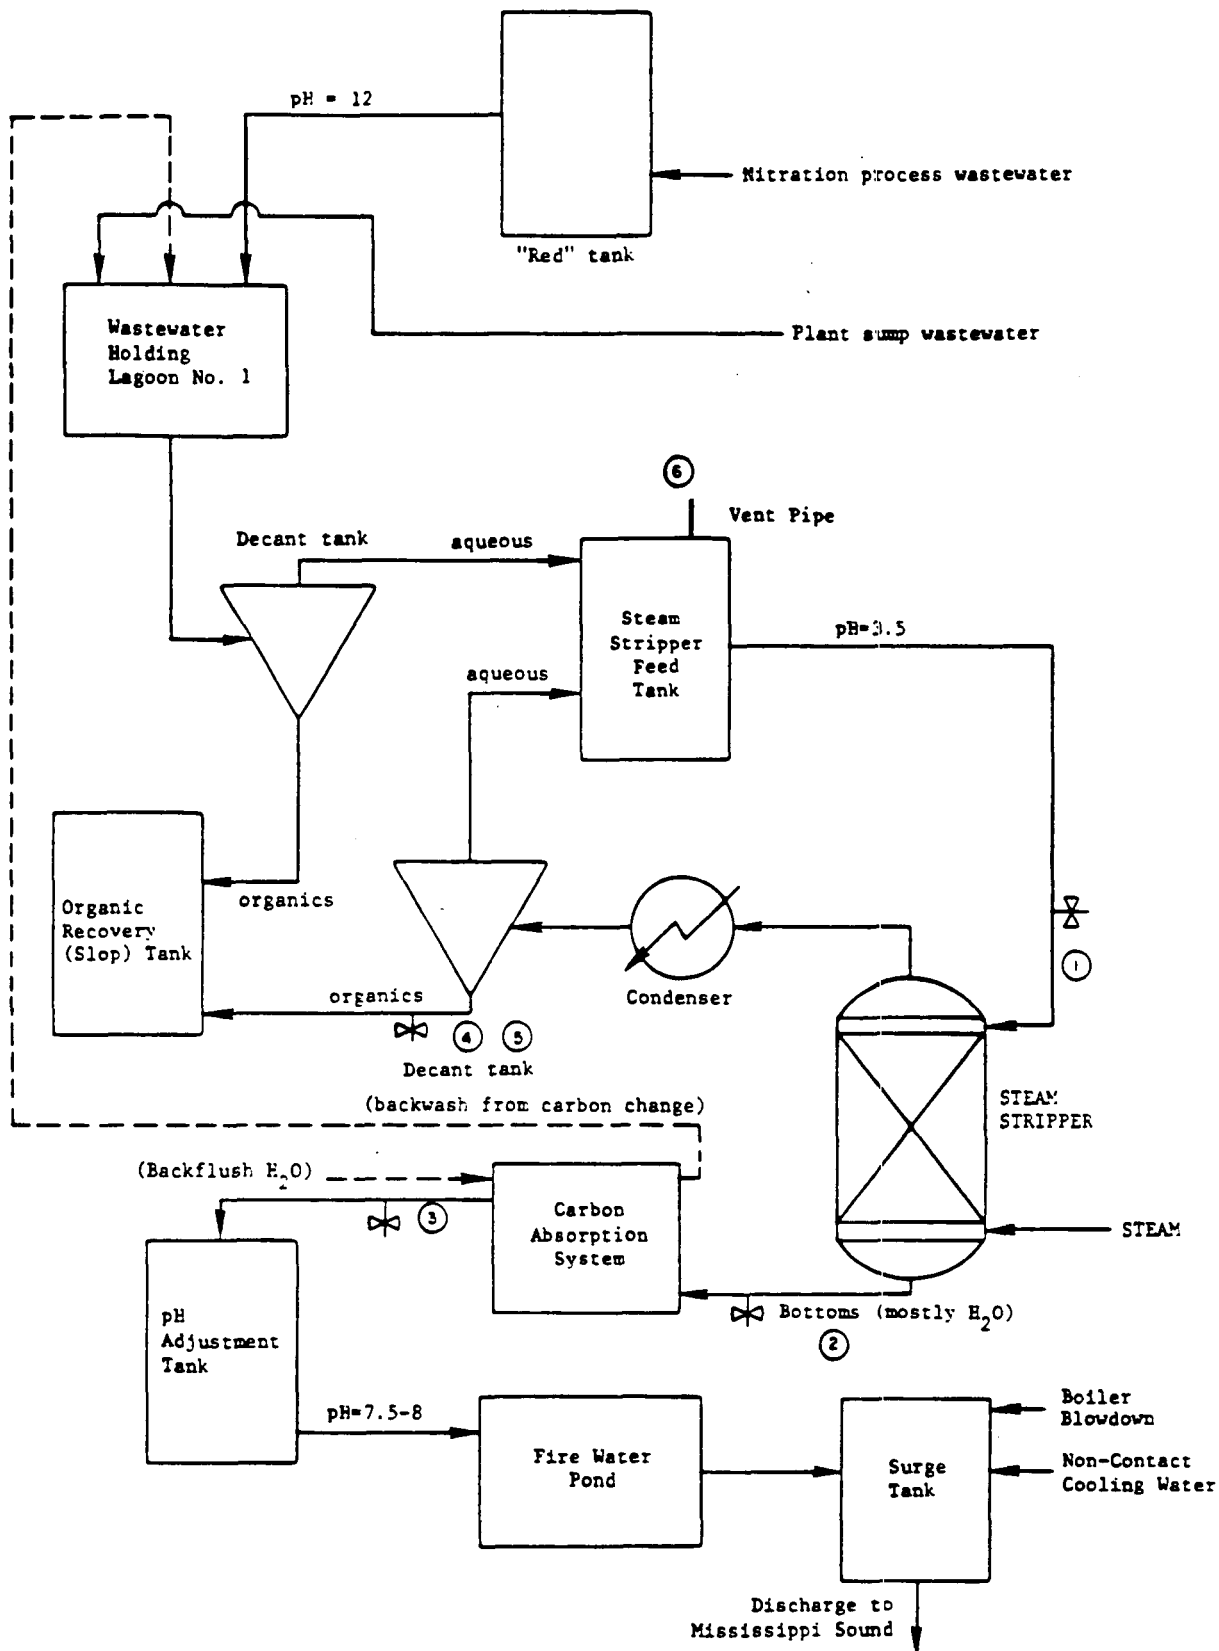 pH = 12
Nitration process wastewater
"Red" tank
Wastewater
Holding
Lagoon No. 1
Plant sump wastewater
6
Vent Pipe
Decant tank
aqueous
Steam
Stripper
Feed
Tank
pH=3.5
aqueous
Organic
Recovery
(Slop) Tank
organics
Condenser
1
organics
4 5
Decant tank
STEAM
STRIPPER
(backwash from carbon change)
(Backflush H2O)
3
Carbon
Absorption
System
STEAM
Bottoms (mostly H2O)
2
pH
Adjustment
Tank
pH=7.5-8
Fire Water
Pond
Surge
Tank
Boiler
Blowdown
Non-Contact
Cooling Water
Discharge to
Mississippi Sound